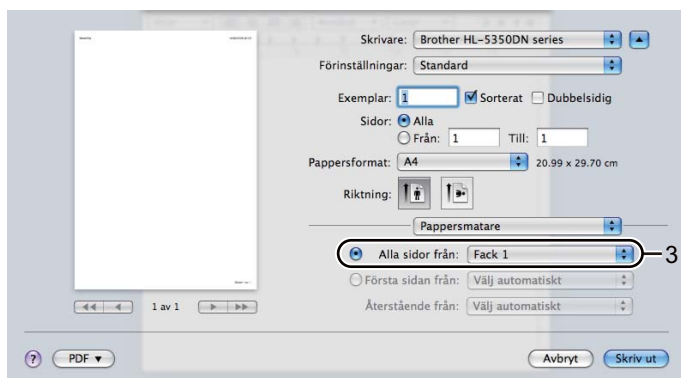 Skrivare: Brother HL-5350DN series
Förinställningar: Standard
Exemplar: 1 Sorterat Dubbelsidig
Sidor: Alla
Från: 1 Till: 1
Pappersformat: A4 20.99 x 29.70 cm
Riktning:
Pappersmatare
Alla sidor från: Fack 1 3
Första sidan från: Välj automatiskt
Återstående från: Välj automatiskt
1 av 1
? PDF Avbryt Skriv ut